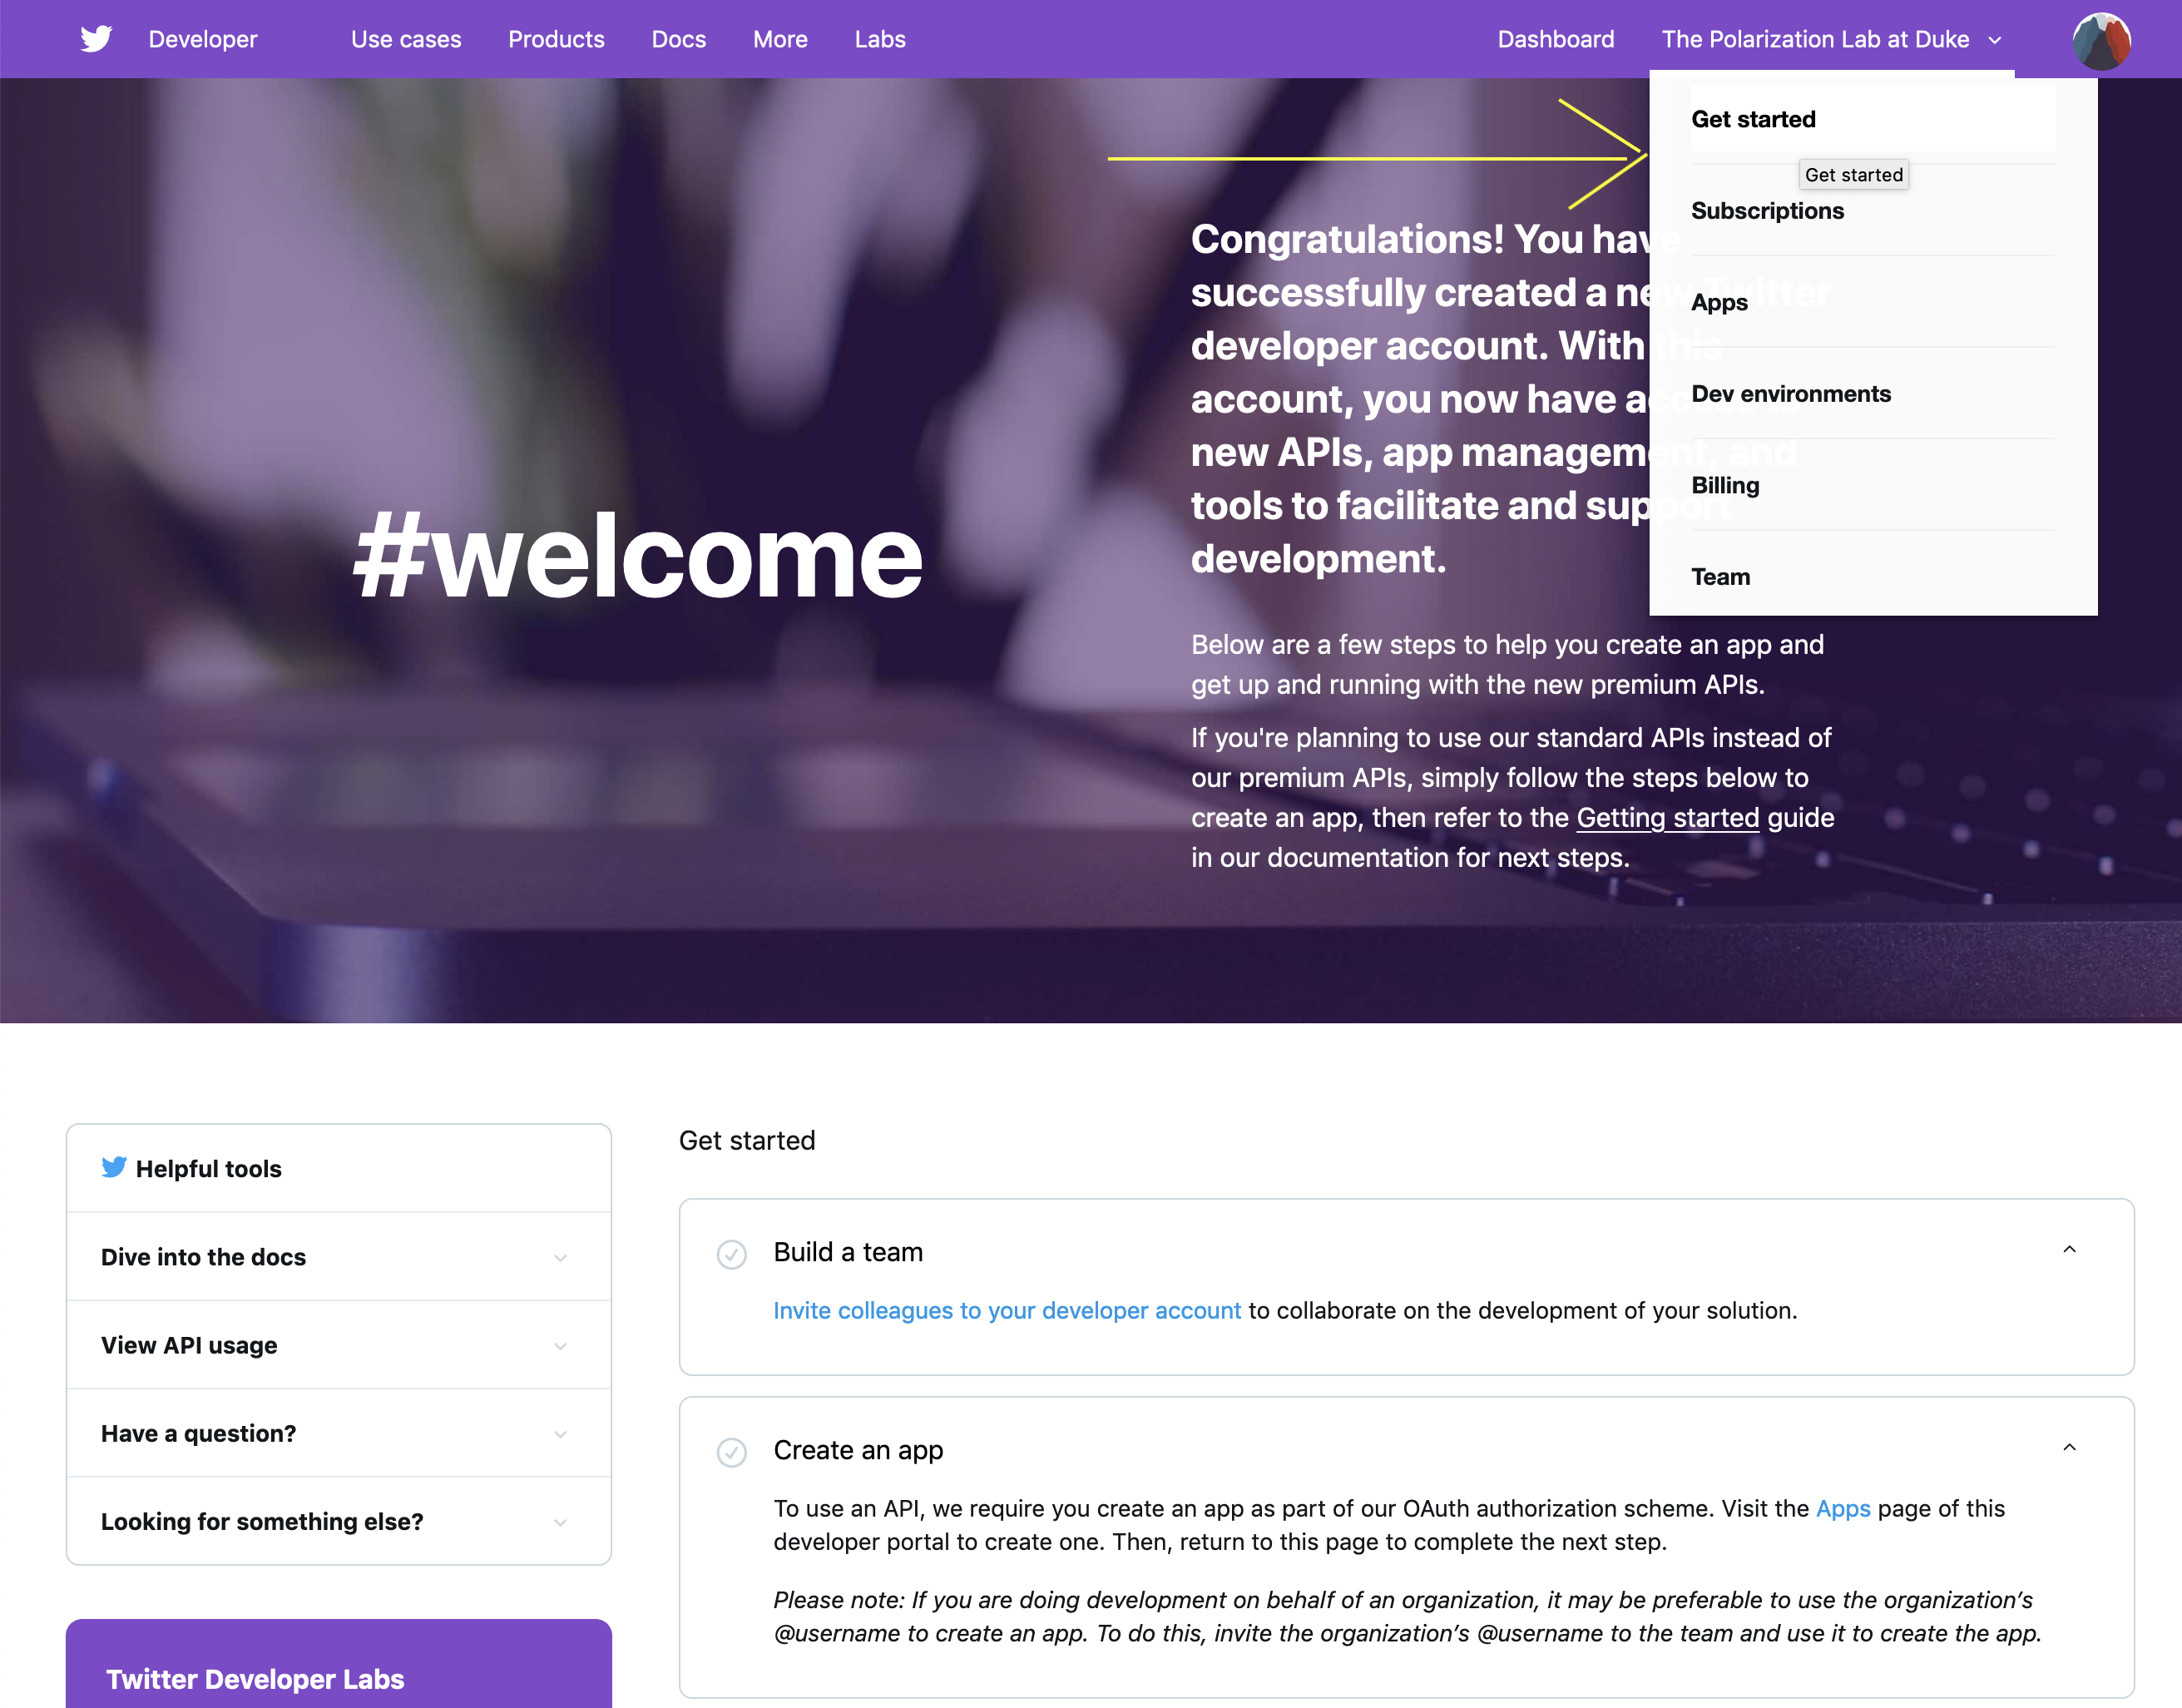 Developer Use cases Products Docs More Labs Dashboard The Polarization Lab at Duke
Get started
Get started
Subscriptions
Apps
Dev environments
Billing
Team
#welcome
Congratulations! You have
successfully created a new Twitter
developer account. With this
account, you now have access to
new APIs, app management, and
tools to facilitate and support
development.
Below are a few steps to help you create an app and
get up and running with the new premium APIs.
If you're planning to use our standard APIs instead of
our premium APIs, simply follow the steps below to
create an app, then refer to the Getting started guide
in our documentation for next steps.
Helpful tools
Dive into the docs
View API usage
Have a question?
Looking for something else?
Twitter Developer Labs
Get started
Build a team
Invite colleagues to your developer account to collaborate on the development of your solution.
Create an app
To use an API, we require you create an app as part of our OAuth authorization scheme. Visit the Apps page of this
developer portal to create one. Then, return to this page to complete the next step.
Please note: If you are doing development on behalf of an organization, it may be preferable to use the organization’s
@username to create an app. To do this, invite the organization’s @username to the team and use it to create the app.